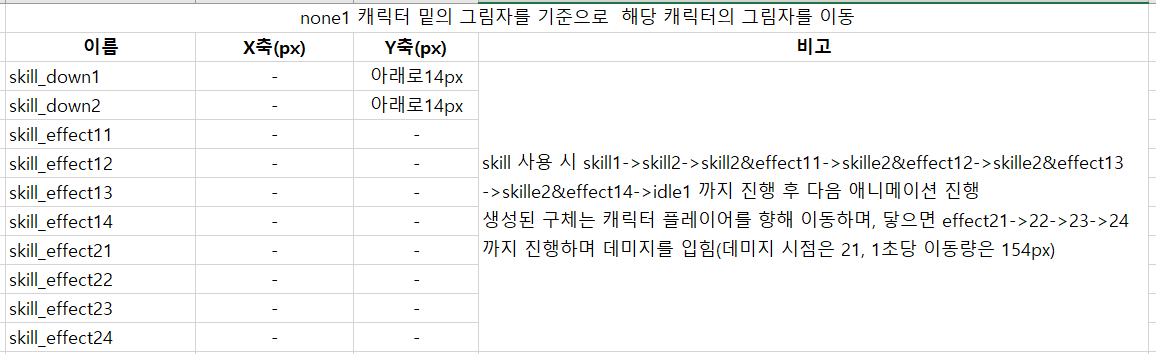 none1 캐릭터 밑의 그림자를 기준으로 해당 캐릭터의 그림자를 이동
이름 X축(px) Y축(px) 비고
skill_down1 - 아래로14px
skill_down2 - 아래로14px
skill_effect11 - -
skill_effect12 - -
skill_effect13 - -
skill_effect14 - -
skill_effect21 - -
skill_effect22 - -
skill_effect23 - -
skill_effect24 - -
skill 사용 시 skill1->skill2->skill2&effect11->skille2&effect12->skille2&effect13
->skille2&effect14->idle1 까지 진행 후 다음 애니메이션 진행
생성된 구체는 캐릭터 플레이어를 향해 이동하며, 닿으면 effect21->22->23->24
까지 진행하며 데미지를 입힘(데미지 시점은 21, 1초당 이동량은 154px)